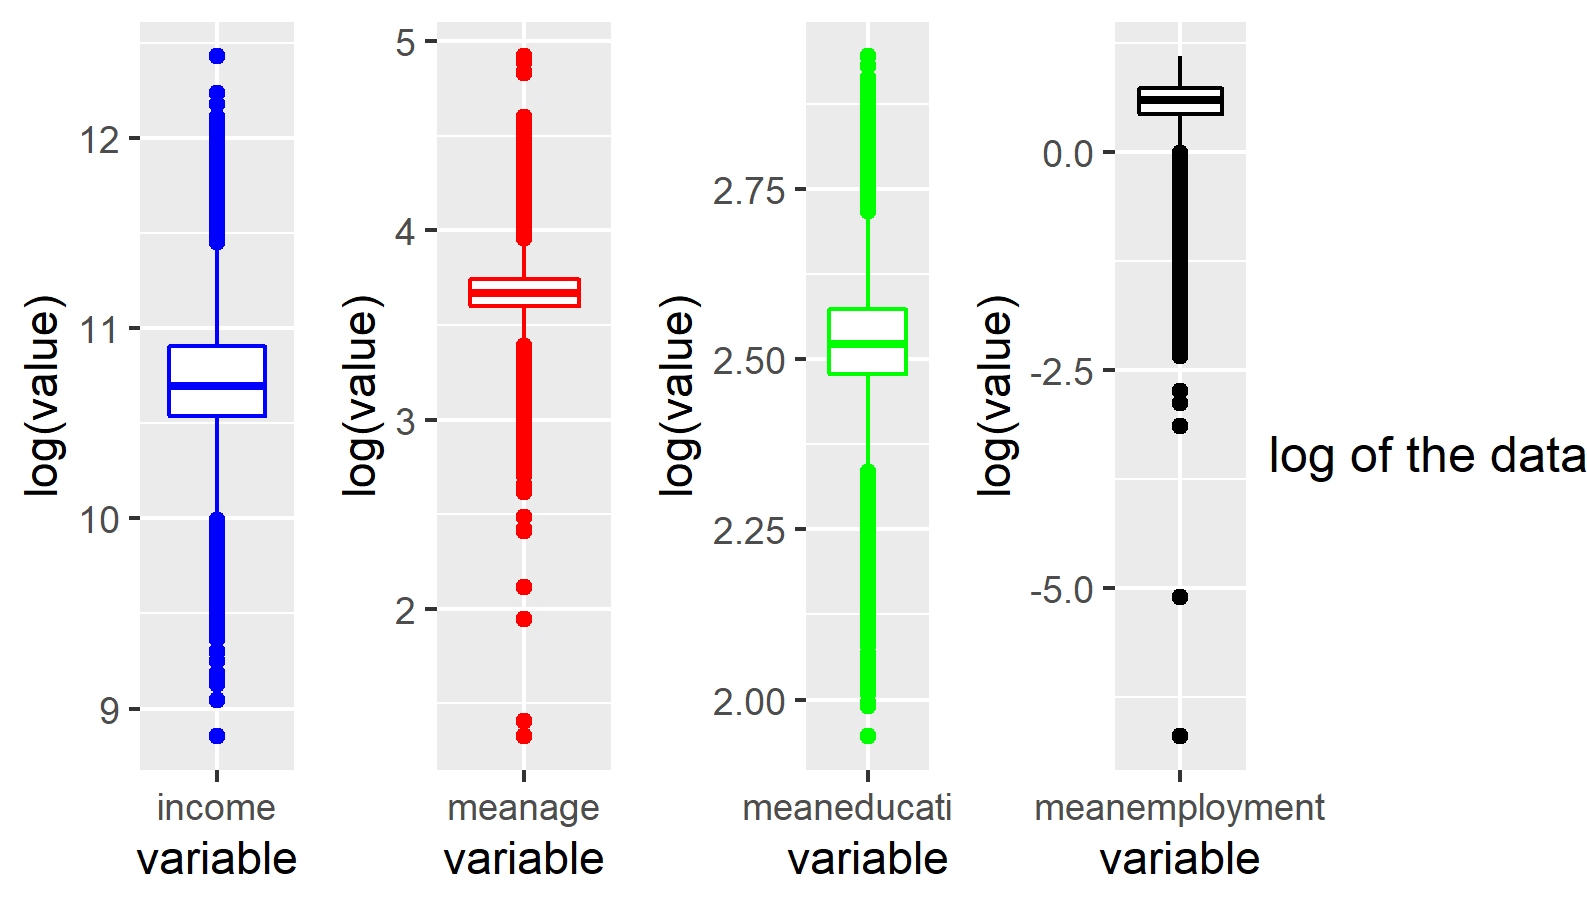 log(value)
12
11
10
9
income
variable
log(value)
5
4
3
2
meanage
variable
log(value)
2.75
2.50
2.25
2.00
meaneducati
variable
log(value)
0.0
-2.5
-5.0
meanemployment
variable
log of the data